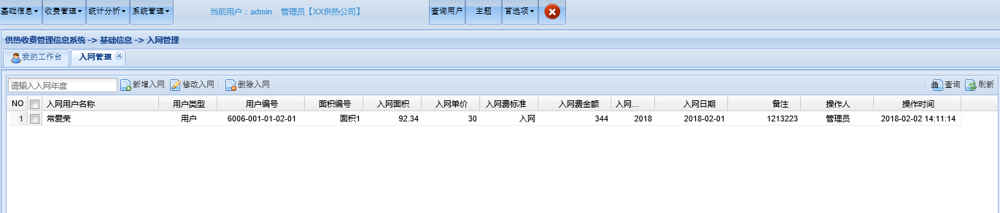 基础信息 收费管理 统计分析 系统管理 当前用户：admin 管理员【XX供热公司】 查询用户 主题 首选项
供热收费管理信息系统 -> 基础信息 -> 入网管理
我的工作台 入网管理
请输入入网年度 新增入网 修改入网 删除入网 查询 刷新
NO 入网用户名称 用户类型 用户编号 面积编号 入网面积 入网单价 入网费标准 入网费金额 入网... 入网日期 备注 操作人 操作时间
1 常爱荣 用户 6006-001-01-02-01 面积1 92.34 30 入网 344 2018 2018-02-01 1213223 管理员 2018-02-02 14:11:14